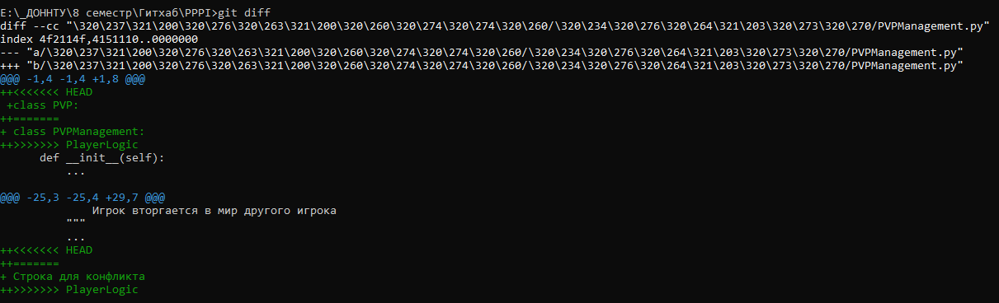 E:\_ДОННТУ\8 семестр\Гитхаб\PPPI>git diff
diff --cc "\320\237\321\200\320\276\320\263\321\200\320\260\320\274\320\274\320\260/\320\234\320\276\320\264\321\203\320\273\320\270/PVPManagement.py"
index 4f2114f,4151110..0000000
--- "a/\320\237\321\200\320\276\320\263\321\200\320\260\320\274\320\274\320\260/\320\234\320\276\320\264\321\203\320\273\320\270/PVPManagement.py"
+++ "b/\320\237\321\200\320\276\320\263\321\200\320\260\320\274\320\274\320\260/\320\234\320\276\320\264\321\203\320\273\320\270/PVPManagement.py"
@@@ -1,4 -1,4 +1,8 @@@
++<<<<<<< HEAD
 +class PVP:
++=======
+ class PVPManagement:
++>>>>>>> PlayerLogic
      def __init__(self):
          ...
@@@ -25,3 -25,4 +29,7 @@@
              Игрок вторгается в мир другого игрока
          """
          ...
++<<<<<<< HEAD
++=======
+ Строка для конфликта
++>>>>>>> PlayerLogic